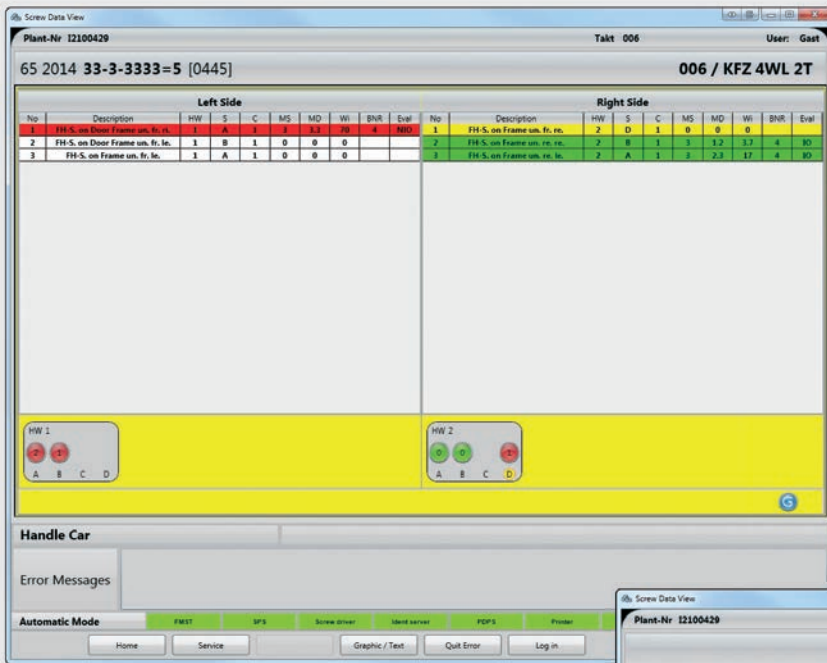 Screw Data View
Plant-Nr I2100429 Takt 006 User: Gast
65 2014 33-3-3333=5 [0445] 006 / KFZ 4WL 2T
Left Side Right Side
No Description HW S C MS MD Wi BNR Eval No Description HW S C MS MD Wi BNR Eval
1 FH-S. on Door Frame un. fr. ri. 1 A 1 3 3.3 70 4 NIO 1 FH-S. on Frame un. fr. re. 2 D 1 0 0 0
2 FH-S. on Door Frame un. fr. le. 1 B 1 0 0 0 2 FH-S. on Frame un. re. re. 2 B 1 3 1.2 3.7 4 IO
3 FH-S. on Frame un. fr. le. 1 A 1 0 0 0 3 FH-S. on Frame un. re. le. 2 A 1 3 2.3 17 4 IO
HW 1 HW 2
2 1 0 0 1
A B C D A B C D
G
Handle Car
Error Messages
Automatic Mode FMST SPS Screw driver Ident server PDPS Printer
Home Service Graphic / Text Quit Error Log in
Screw Data View
Plant-Nr I2100429